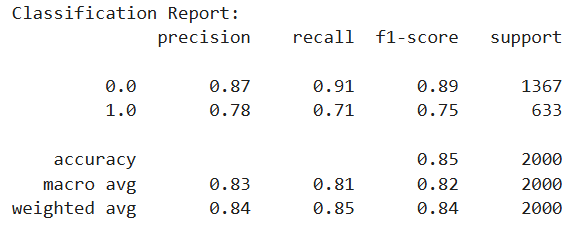 Classification Report:
precision recall f1-score support
0.0 0.87 0.91 0.89 1367
1.0 0.78 0.71 0.75 633
accuracy 0.85 2000
macro avg 0.83 0.81 0.82 2000
weighted avg 0.84 0.85 0.84 2000